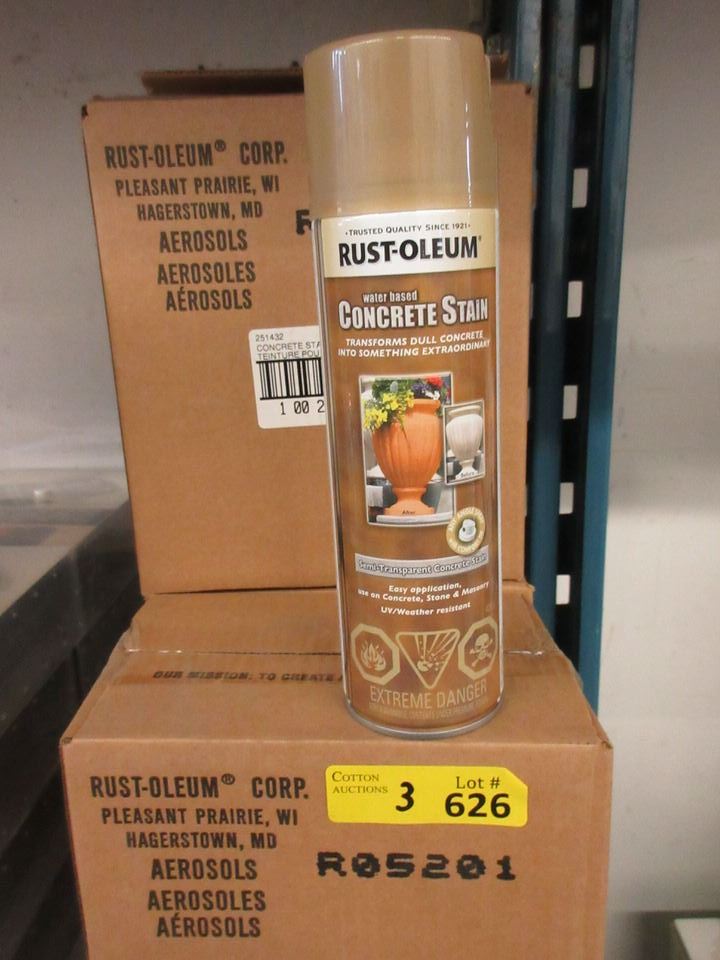 RUST-OLEUM® CORP.
PLEASANT PRAIRIE, WI
HAGERSTOWN, MD
AEROSOLS
AEROSOLES
AÉROSOLS
R
251432
CONCRETE STA
TEINTURE POU
1 00 2
•TRUSTED QUALITY SINCE 1921•
RUST-OLEUM®
water based
CONCRETE STAIN
TRANSFORMS DULL CONCRETE
INTO SOMETHING EXTRAORDINARY
Before
After
Semi-Transparent Concrete Stain
Easy application,
use on Concrete, Stone & Masonry
UV/Weather resistant
EXTREME DANGER
OUR MISSION: TO CREATE
RUST-OLEUM® CORP.
PLEASANT PRAIRIE, WI
HAGERSTOWN, MD
AEROSOLS
AEROSOLES
AÉROSOLS
COTTON
AUCTIONS
3
Lot #
626
R05201